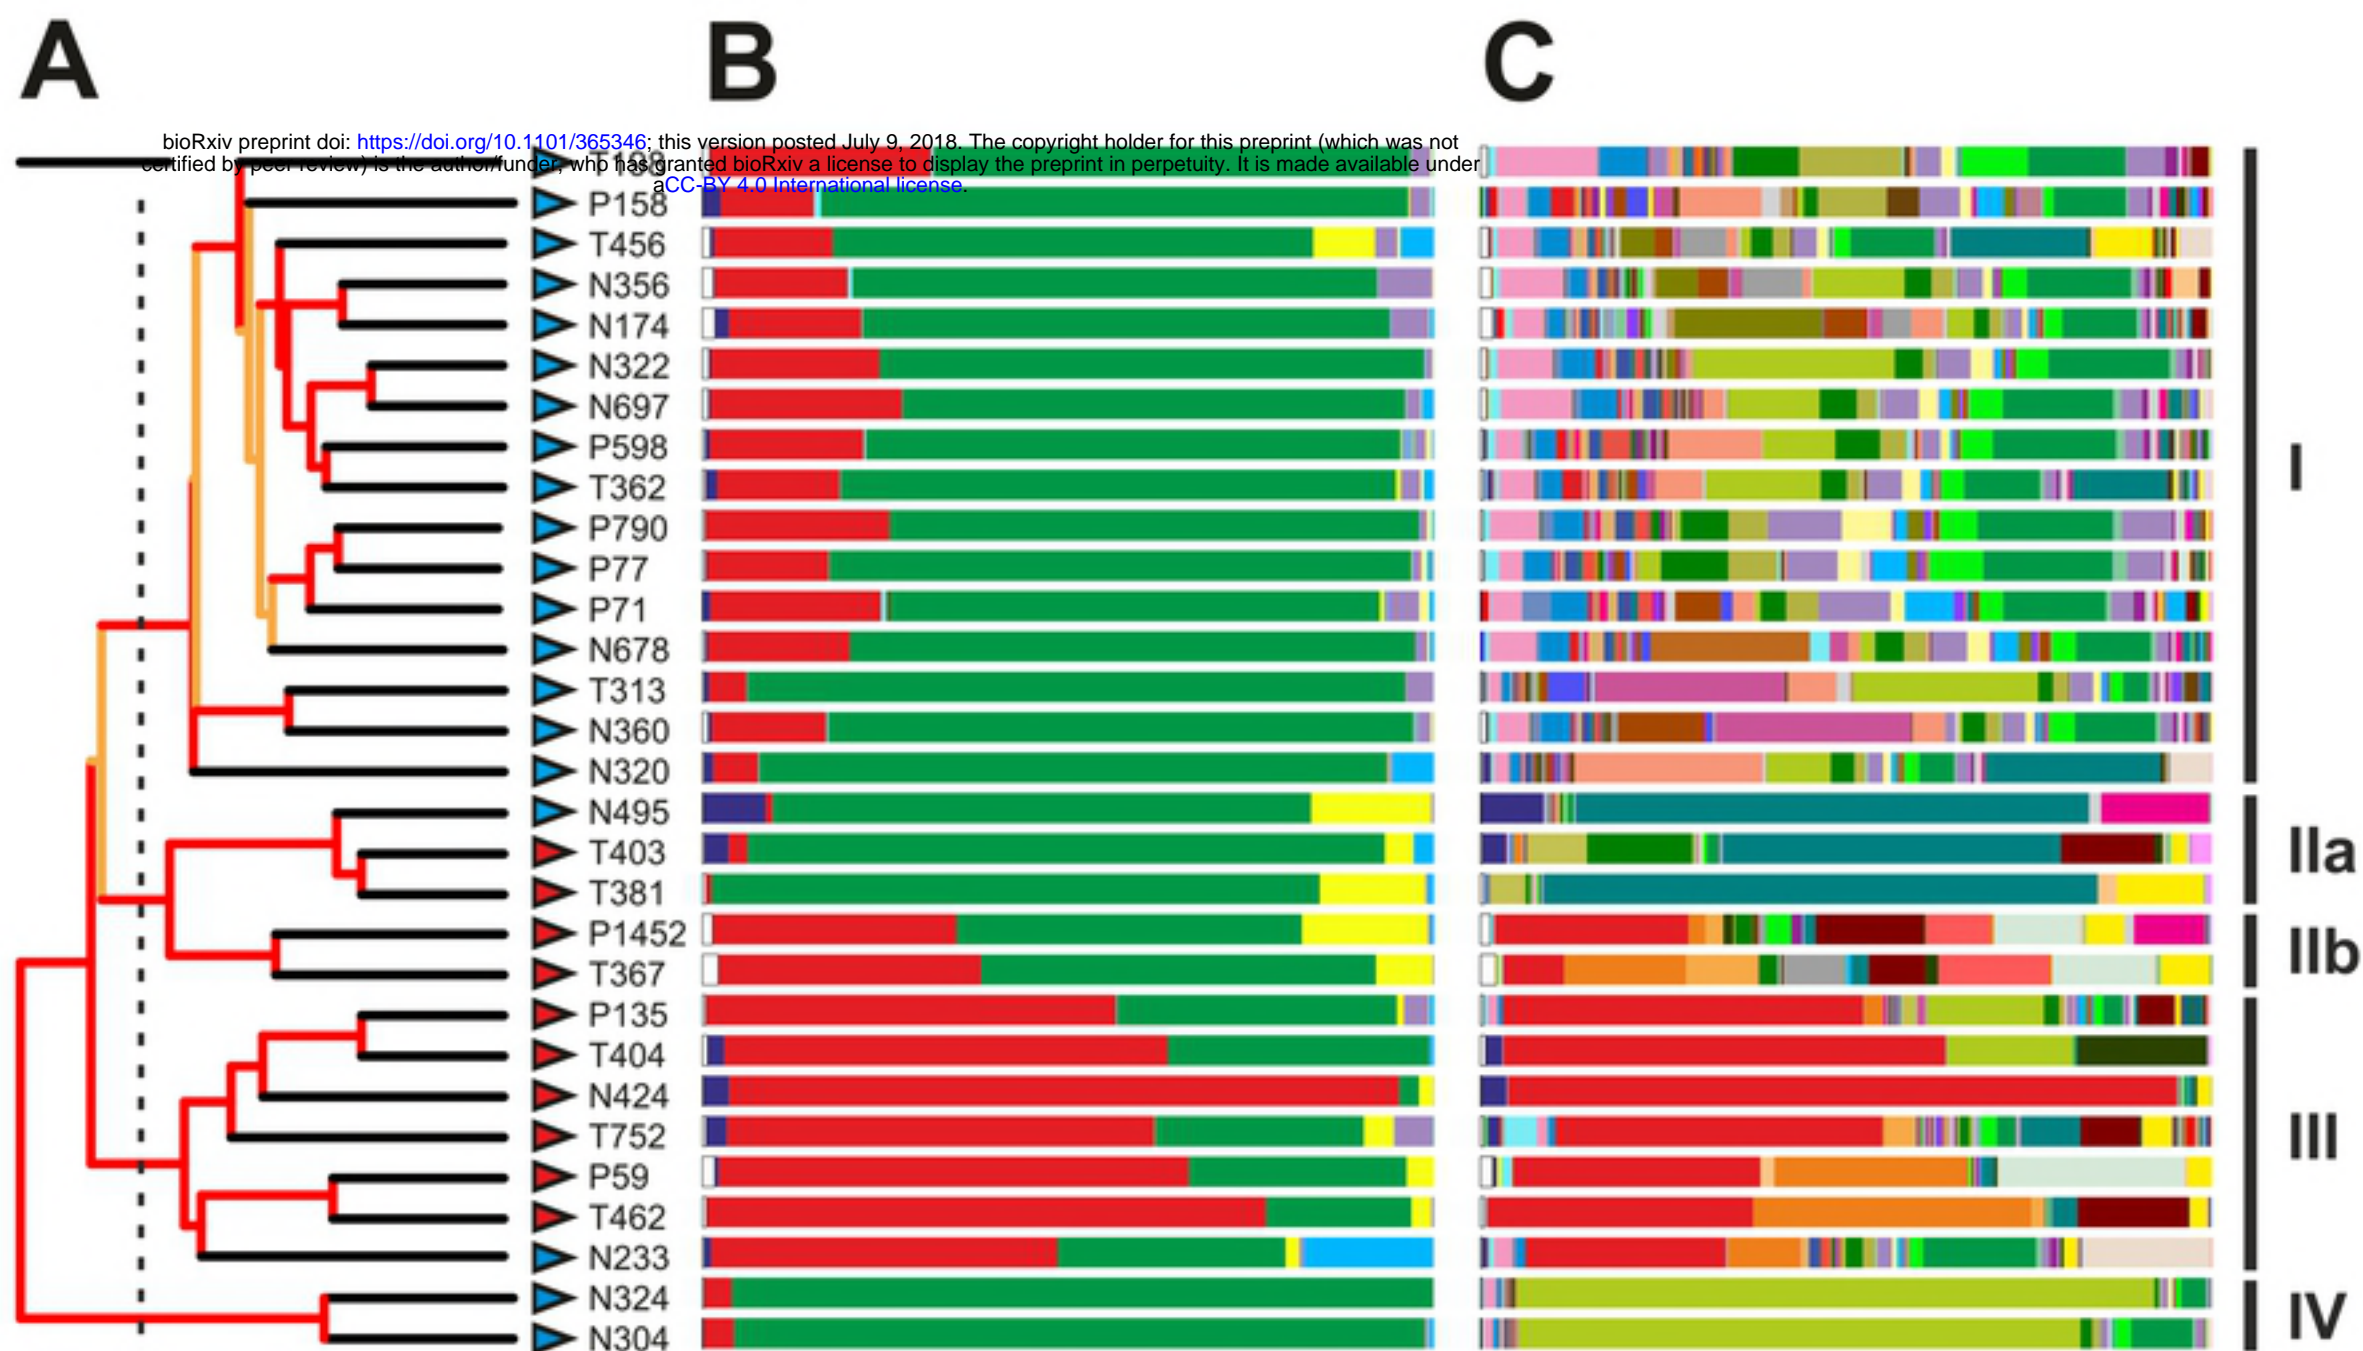 A B C
bioRxiv preprint doi: https://doi.org/10.1101/365346; this version posted July 9, 2018. The copyright holder for this preprint (which was not
certified by peer review) is the author/funder, who has granted bioRxiv a license to display the preprint in perpetuity. It is made available under
aCC-BY 4.0 International license.
P158
T456
N356
N174
N322
N697
P598
T362
P790
P77
P71
N678
T313
N360
N320
I
N495
T403
T381
IIa
P1452
T367
IIb
P135
T404
N424
T752
P59
T462
N233
III
N324
N304
IV